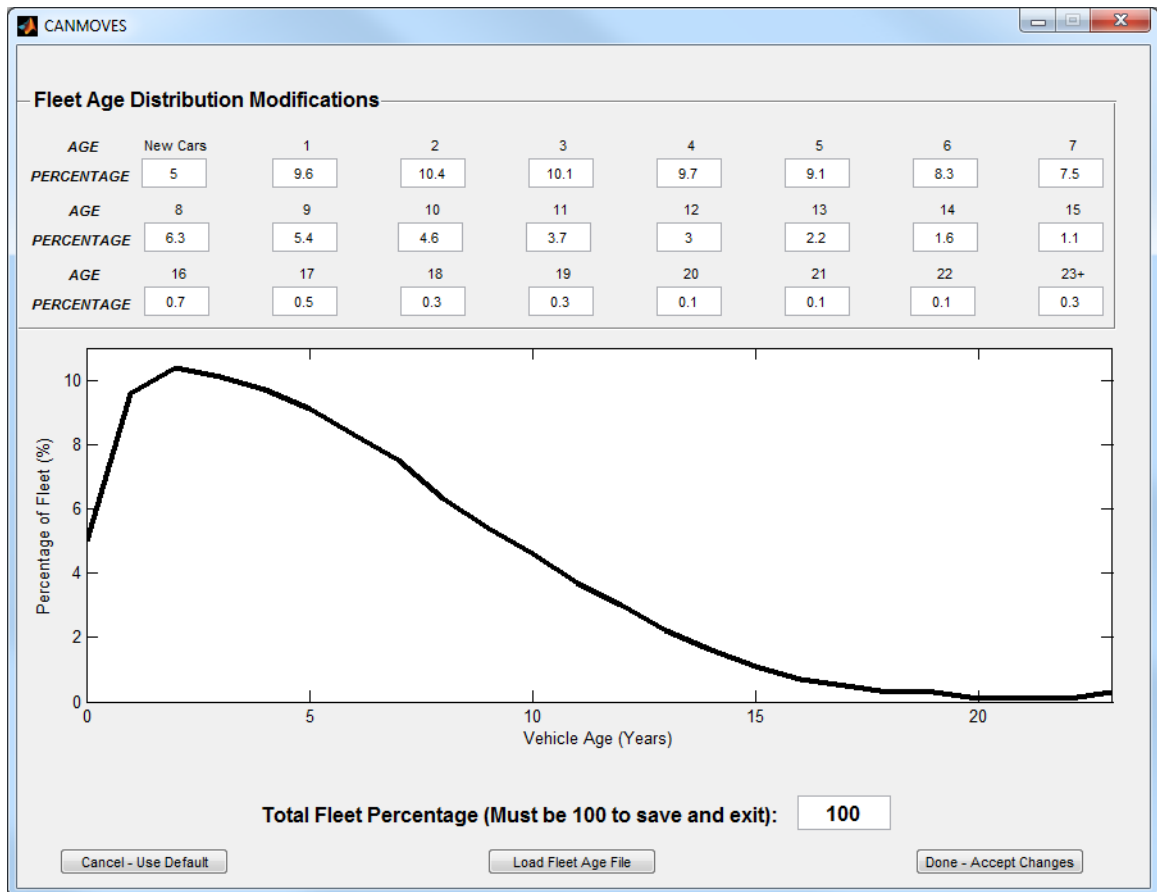 CANMOVES
Fleet Age Distribution Modifications
AGE New Cars 1 2 3 4 5 6 7
PERCENTAGE 5 9.6 10.4 10.1 9.7 9.1 8.3 7.5
AGE 8 9 10 11 12 13 14 15
PERCENTAGE 6.3 5.4 4.6 3.7 3 2.2 1.6 1.1
AGE 16 17 18 19 20 21 22 23+
PERCENTAGE 0.7 0.5 0.3 0.3 0.1 0.1 0.1 0.3
Percentage of Fleet (%)
10
8
6
4
2
0
0 5 10 15 20
Vehicle Age (Years)
Total Fleet Percentage (Must be 100 to save and exit): 100
Cancel - Use Default Load Fleet Age File Done - Accept Changes